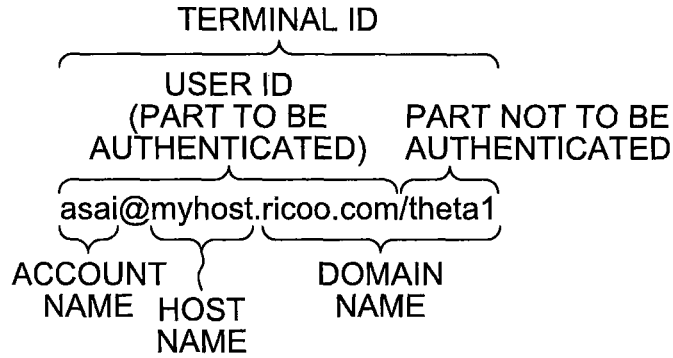 TERMINAL ID
USER ID
(PART TO BE
AUTHENTICATED)
PART NOT TO BE
AUTHENTICATED
asai@myhost.ricoo.com/theta1
ACCOUNT
NAME
HOST
NAME
DOMAIN
NAME